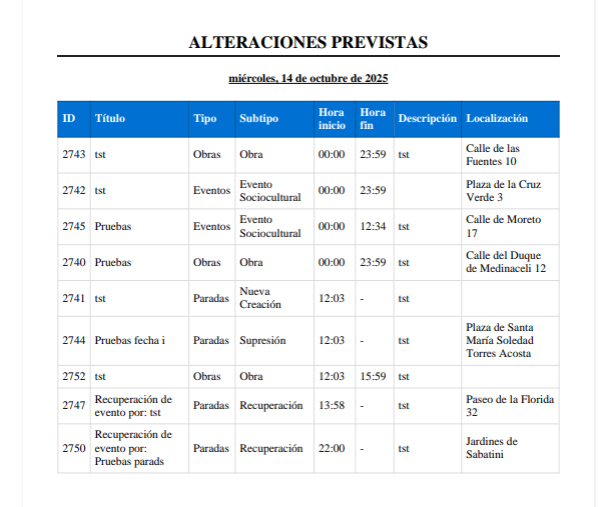 ALTERACIONES PREVISTAS
miércoles, 14 de octubre de 2025
ID Título Tipo Subtipo Hora inicio Hora fin Descripción Localización
2743 tst Obras Obra 00:00 23:59 tst Calle de las Fuentes 10
2742 tst Eventos Evento Sociocultural 00:00 23:59 Plaza de la Cruz Verde 3
2745 Pruebas Eventos Evento Sociocultural 00:00 12:34 tst Calle de Moreto 17
2740 Pruebas Obras Obra 00:00 23:59 tst Calle del Duque de Medinaceli 12
2741 tst Paradas Nueva Creación 12:03 - tst
2744 Pruebas fecha i Paradas Supresión 12:03 - tst Plaza de Santa María Soledad Torres Acosta
2752 tst Obras Obra 12:03 15:59 tst
2747 Recuperación de evento por: tst Paradas Recuperación 13:58 - tst Paseo de la Florida 32
2750 Recuperación de evento por: Pruebas parads Paradas Recuperación 22:00 - tst Jardines de Sabatini